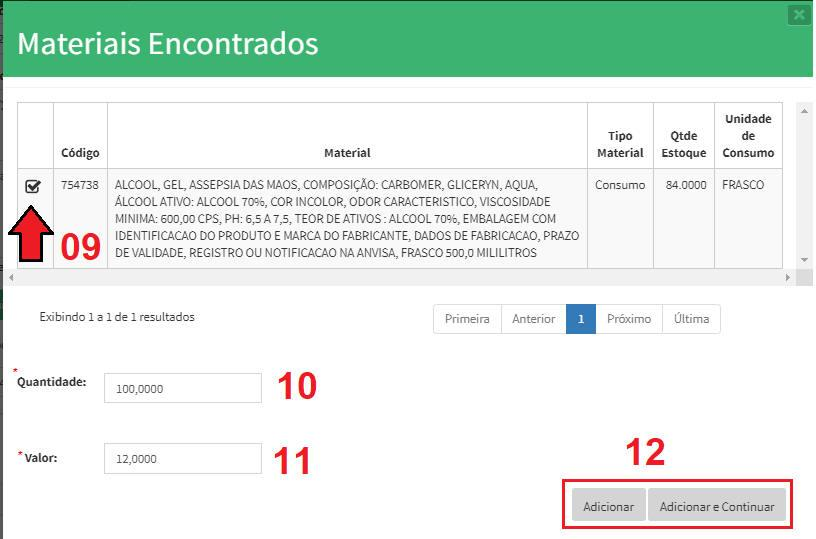 Materiais Encontrados
Código
Material
Tipo
Material
Qtde
Estoque
Unidade
de
Consumo
754738
ALCOOL, GEL, ASSEPSIA DAS MAOS, COMPOSIÇÃO: CARBOMER, GLICERYN, AQUA,
ÁLCOOL ATIVO: ALCOOL 70%, COR INCOLOR, ODOR CARACTERISTICO, VISCOSIDADE
MINIMA: 600,00 CPS, PH: 6,5 A 7,5, TEOR DE ATIVOS : ALCOOL 70%, EMBALAGEM COM
IDENTIFICACAO DO PRODUTO E MARCA DO FABRICANTE, DADOS DE FABRICACAO, PRAZO
DE VALIDADE, REGISTRO OU NOTIFICACAO NA ANVISA, FRASCO 500,0 MILILITROS
Consumo
84.0000
FRASCO
09
Exibindo 1 a 1 de 1 resultados
Primeira Anterior 1 Próximo Última
*Quantidade: 100,0000 10
*Valor: 12,0000 11
12
Adicionar Adicionar e Continuar